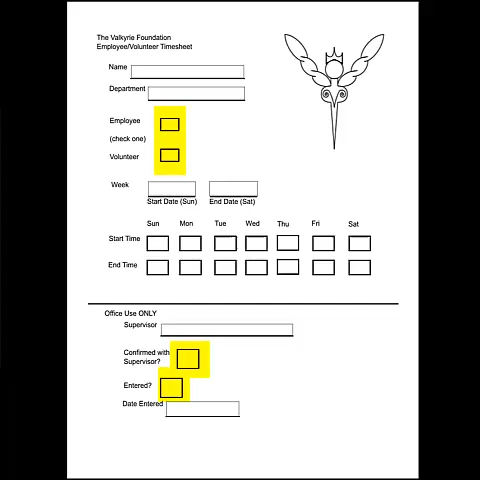 The Valkyrie Foundation
Employee/Volunteer Timesheet
Name
Department
Employee
(check one)
Volunteer
Week
Start Date (Sun) End Date (Sat)
Sun Mon Tue Wed Thu Fri Sat
Start Time
End Time
Office Use ONLY
Supervisor
Confirmed with
Supervisor?
Entered?
Date Entered